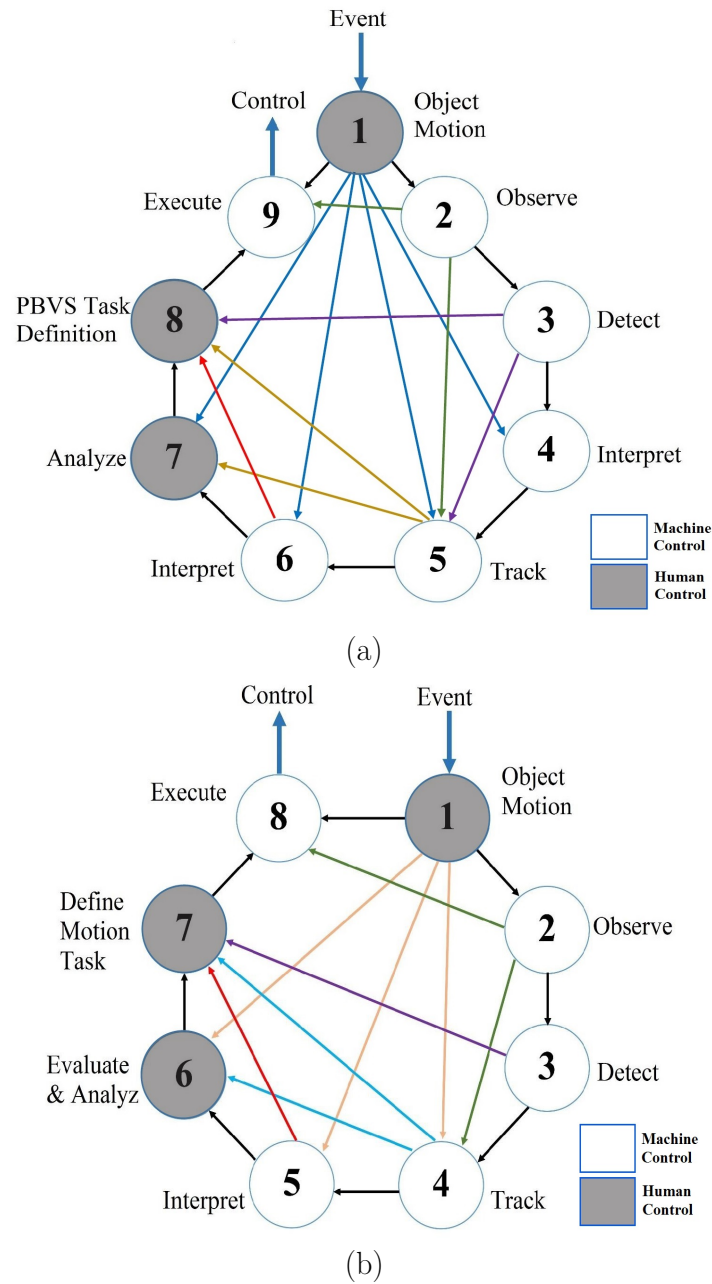 Event
Control
Object
Motion
1
Execute
9
2
Observe
PBVS Task
Definition
8
3
Detect
Analyze
7
4
Interpret
Interpret
6
5
Track
Machine
Control
Human
Control
(a)
Control
Event
Execute
8
1
Object
Motion
Define
Motion
Task
7
2
Observe
Evaluate
& Analyz
6
3
Detect
Interpret
5
4
Track
Machine
Control
Human
Control
(b)